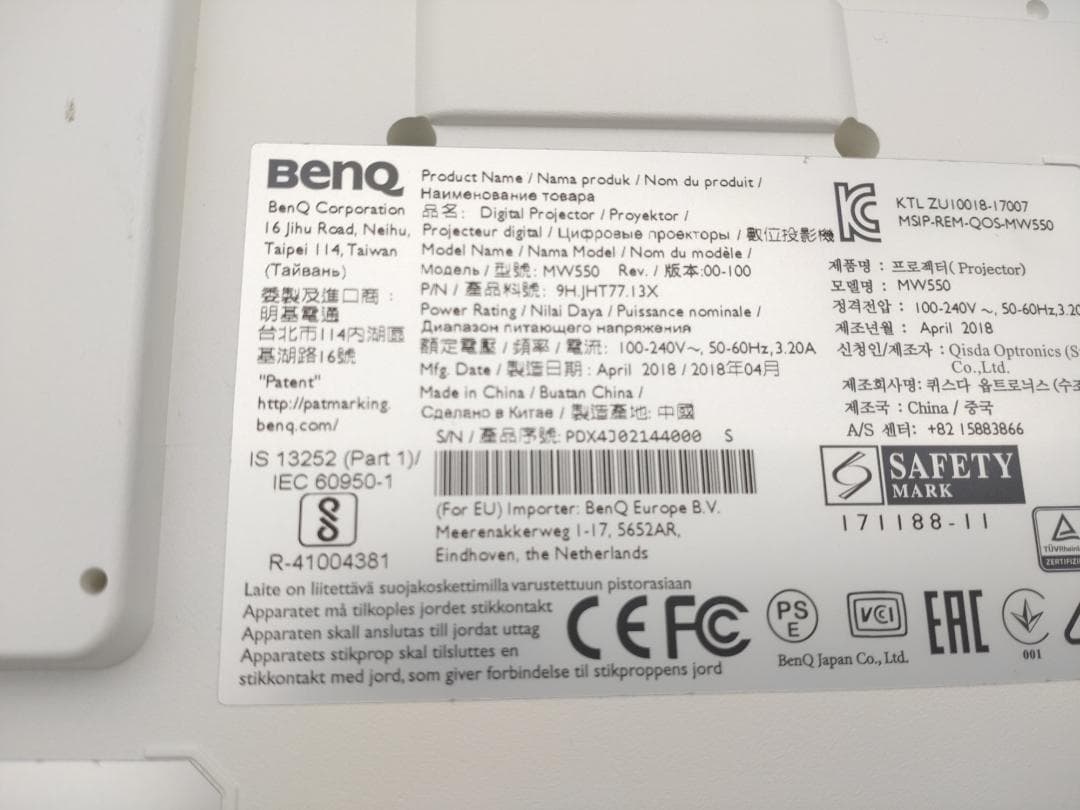 BenQ
BenQ Corporation
16 Jihu Road, Neihu,
Taipei 114, Taiwan
(Тайвань)
委製及進口商：
明基電通
台北市114內湖區
基湖路16號
"Patent"
http://patmarking.
benq.com/
IS 13252 (Part 1)/
IEC 60950-1
R-41004381
Product Name / Nama produk / Nom du produit /
Наименование товара
品名: Digital Projector / Proyektor /
Projecteur digital / Цифровые проекторы / 數位投影機
Model Name / Nama Model / Nom du modèle /
Модель / 型號: MW550 Rev. / 版本:00-100
P/N / 產品料號: 9H.JHT77.13X
Power Rating / Nilai Daya / Puissance nominale /
Диапазон питающего напряжения
額定電壓 / 頻率 / 電流: 100-240V~, 50-60Hz,3.20A
Mfg. Date / 製造日期: April 2018 / 2018年04月
Made in China / Buatan China /
Сделано в Китае / 製造產地: 中國
S/N / 產品序號: PDX4J02144000 S
(For EU) Importer: BenQ Europe B.V.
Meerenakkerweg 1-17, 5652AR,
Eindhoven, the Netherlands
KC
KTL ZU10018-17007
MSIP-REM-QOS-MW550
제품명 : 프로젝터( Projector)
모델명 : MW550
정격전압 : 100-240V ~, 50-60Hz,3.20
제조년월 : April 2018
신청인/제조자 : Qisda Optronics (S
Co.,Ltd.
제조회사명: 퀴스다 옵트로닉스 (수조
제조국 : China / 중국
A/S 센터: +82 15883866
SAFETY
MARK
171188-11
TÜVRheinl
ZERTIFIZI
Laite on liitettävä suojakoskettimilla varustettuun pistorasiaan
Apparatet må tilkoples jordet stikkontakt
Apparaten skall anslutas till jordat uttag
Apparatets stikprop skal tilsluttes en
stikkontakt med jord, som giver forbindelse til stikproppens jord
CE FC
PS
E
VCI
EAC
001
BenQ Japan Co., Ltd.